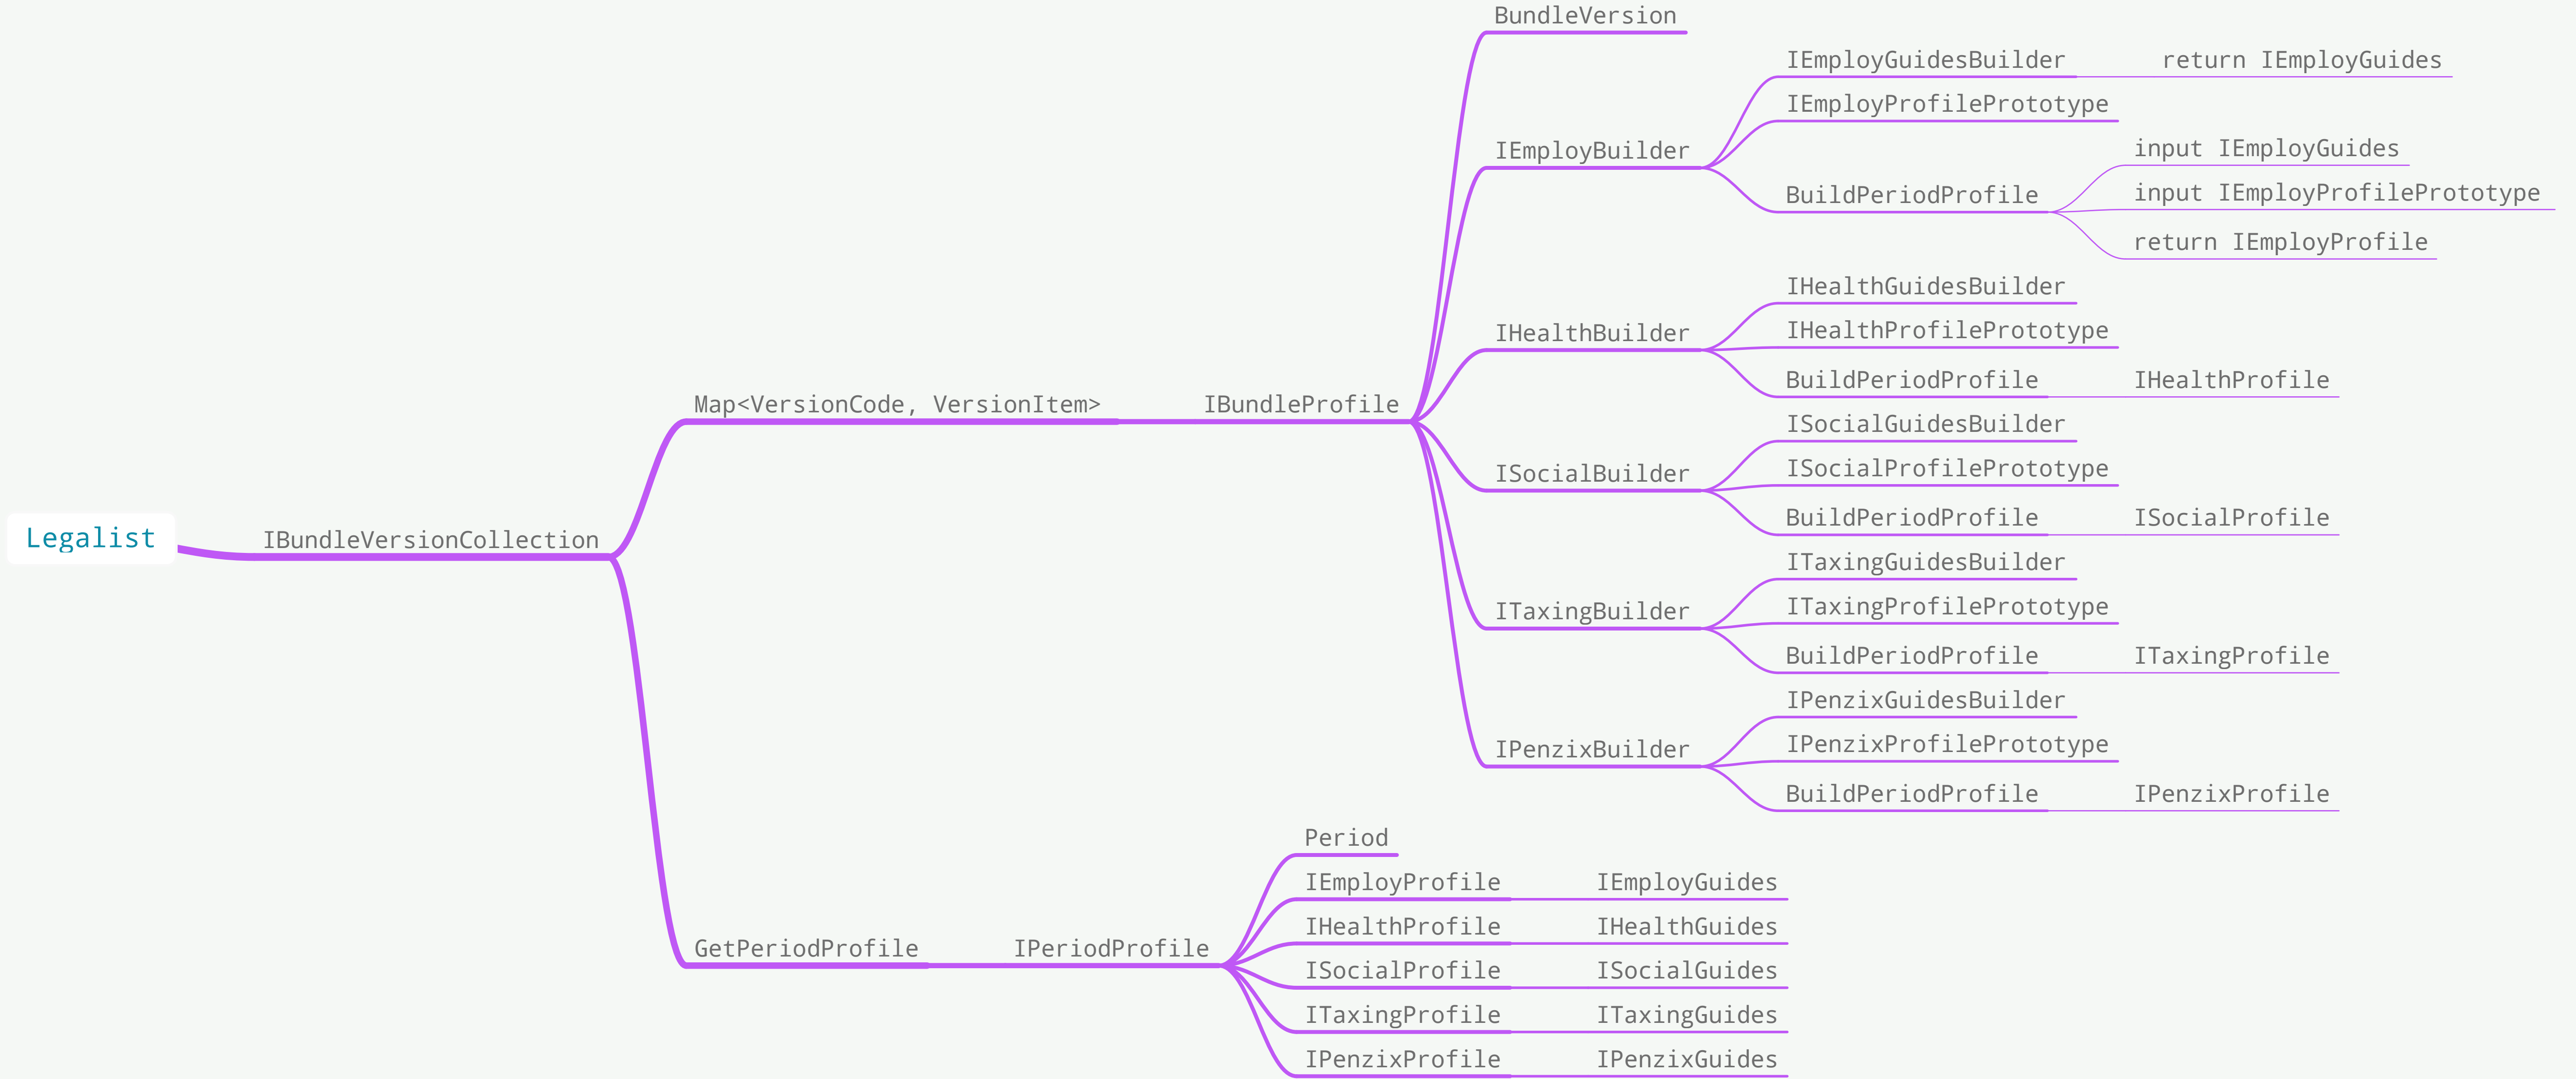 Legalist
IBundleVersionCollection
Map<VersionCode, VersionItem>
IBundleProfile
BundleVersion
IEmployBuilder
IEmployGuidesBuilder
return IEmployGuides
IEmployProfilePrototype
BuildPeriodProfile
input IEmployGuides
input IEmployProfilePrototype
return IEmployProfile
IHealthBuilder
IHealthGuidesBuilder
IHealthProfilePrototype
BuildPeriodProfile
IHealthProfile
ISocialBuilder
ISocialGuidesBuilder
ISocialProfilePrototype
BuildPeriodProfile
ISocialProfile
ITaxingBuilder
ITaxingGuidesBuilder
ITaxingProfilePrototype
BuildPeriodProfile
ITaxingProfile
IPenzixBuilder
IPenzixGuidesBuilder
IPenzixProfilePrototype
BuildPeriodProfile
IPenzixProfile
GetPeriodProfile
IPeriodProfile
Period
IEmployProfile
IEmployGuides
IHealthProfile
IHealthGuides
ISocialProfile
ISocialGuides
ITaxingProfile
ITaxingGuides
IPenzixProfile
IPenzixGuides